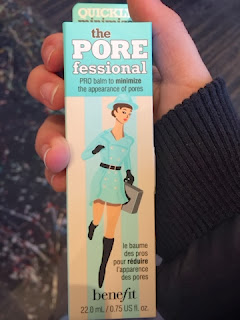 QUICKLY
the
PORE
fessional
PRO balm to minimize
the appearance of pores
le baume
des pros
pour réduire
l'apparence
des pores
benefit
22.0 mL / 0.75 US fl. oz.